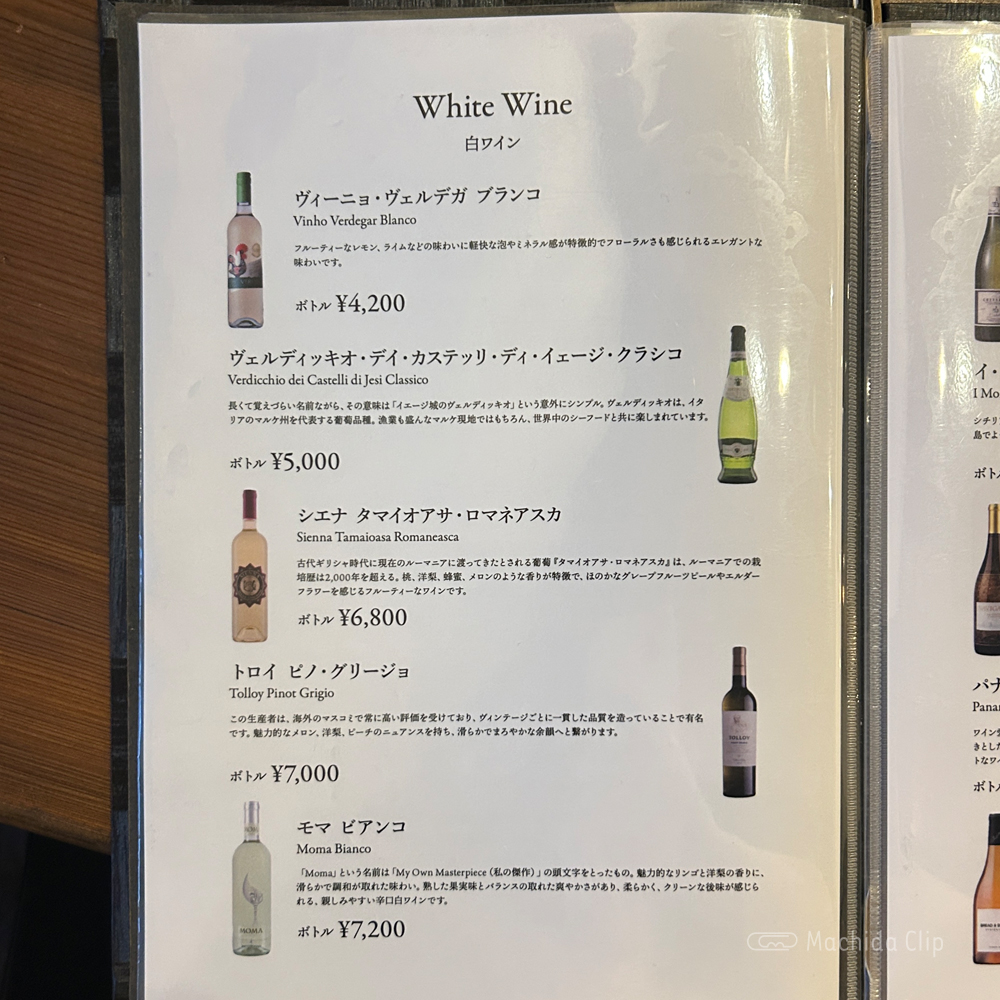 White Wine
白ワイン
ヴィーニョ・ヴェルデガ ブランコ
Vinho Verdegar Blanco
フルーティーなレモン、ライムなどの味わいに軽快な泡やミネラル感が特徴的でフローラルさも感じられるエレガントな
味わいです。
ボトル ¥4,200
ヴェルディッキオ・デイ・カステッリ・ディ・イェージ・クラシコ
Verdicchio dei Castelli di Jesi Classico
長くて覚えづらい名前ながら、その意味は「イエージ城のヴェルディッキオ」という意外にシンプル。ヴェルディッキオは、イタ
リアのマルケ州を代表する葡萄品種。漁業も盛んなマルケ現地ではもちろん、世界中のシーフードと共に楽しまれています。
ボトル ¥5,000
シエナ タマイオアサ・ロマネアスカ
Sienna Tamaioasa Romaneasca
古代ギリシャ時代に現在のルーマニアに渡ってきたとされる葡萄『タマイオアサ・ロマネアスカ』は、ルーマニアでの栽
培歴は2,000年を超える。桃、洋梨、蜂蜜、メロンのような香りが特徴で、ほのかなグレープフルーツピールやエルダー
フラワーを感じるフルーティーなワインです。
ボトル ¥6,800
トロイ ピノ・グリージョ
Tolloy Pinot Grigio
この生産者は、海外のマスコミで常に高い評価を受けており、ヴィンテージごとに一貫した品質を造っていることで有名
です。魅力的なメロン、洋梨、ピーチのニュアンスを持ち、滑らかでまろやかな余韻へと繋がります。
TOLLOY
ボトル ¥7,000
モマ ビアンコ
Moma Bianco
「Moma」という名前は「My Own Masterpiece（私の傑作）」の頭文字をとったもの。魅力的なリンゴと洋梨の香りに、
滑らかで調和が取れた味わい。熟した果実味とバランスの取れた爽やかさがあり、柔らかく、クリーンな後味が感じら
れる、親しみやすい辛口白ワインです。
MOMA
ボトル ¥7,200
イ・
I Mo
シチリ
島でよ
ボト
パナ
Panam
ワイン
きとした
トなワイ
ボト
Machida Clip